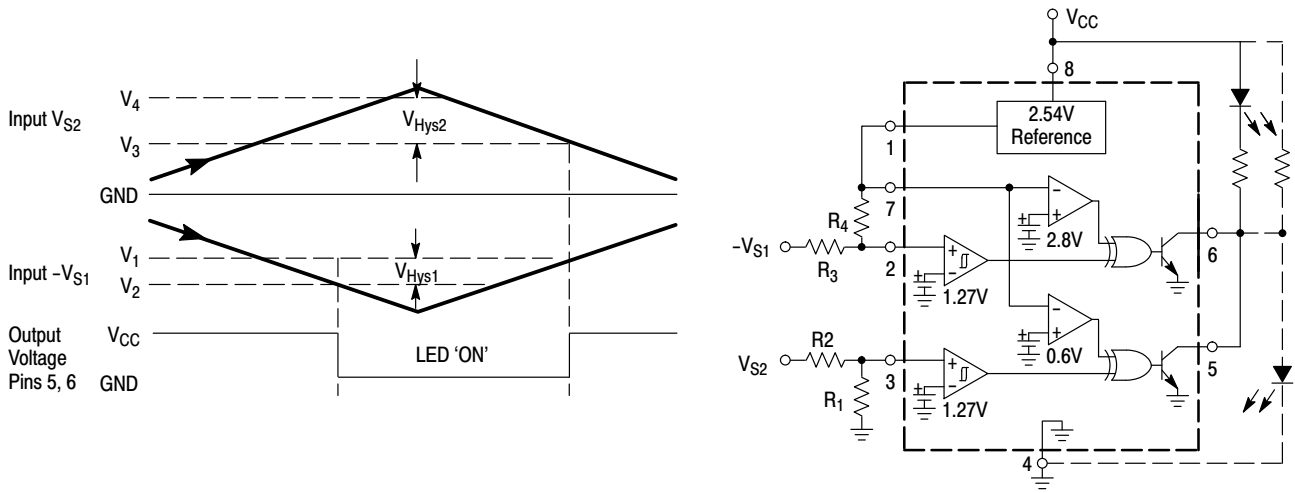 Input VS2
V4
VHys2
V3
GND
Input –VS1
V1
VHys1
V2
Output
Voltage
Pins 5, 6
VCC
LED ‘ON’
GND
VCC
8
2.54V
Reference
1
7
R4
–
+
2.8V
–VS1
R3
2
+
–
1.27V
6
–
+
0.6V
VS2
R2
3
R1
+
–
1.27V
5
4